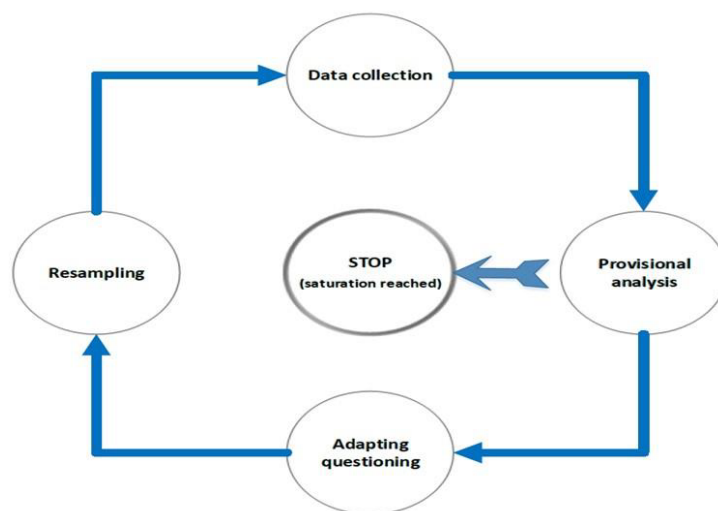 Data collection
Resampling
STOP
(saturation reached)
Provisional
analysis
Adapting
questioning